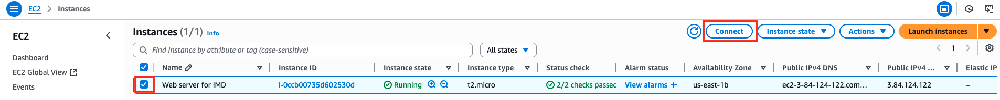 EC2 > Instances
EC2
Dashboard
EC2 Global View
Events
Instances (1/1) Info
Connect
Instance state
Actions
Launch instances
Find Instance by attribute or tag (case-sensitive)
All states
1
Name Instance ID Instance state Instance type Status check Alarm status Availability Zone Public IPv4 DNS Public IPv4 ... Elastic IP
Web server for IMD i-0ccb00735d602530d Running t2.micro 2/2 checks passec View alarms + us-east-1b ec2-3-84-124-122.com... 3.84.124.122 –